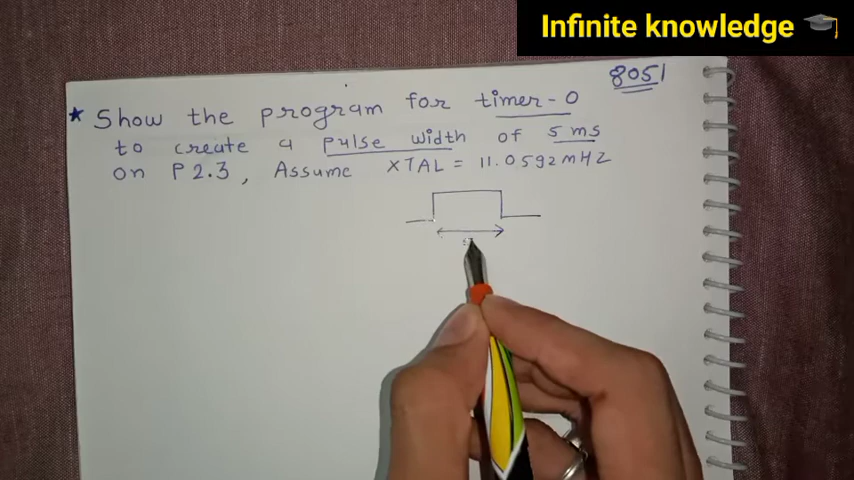 Infinite knowledge 🎓
8051
★ Show the program for timer-0
to create a pulse width of 5 ms
on P2.3, Assume XTAL = 11.0592 mHZ